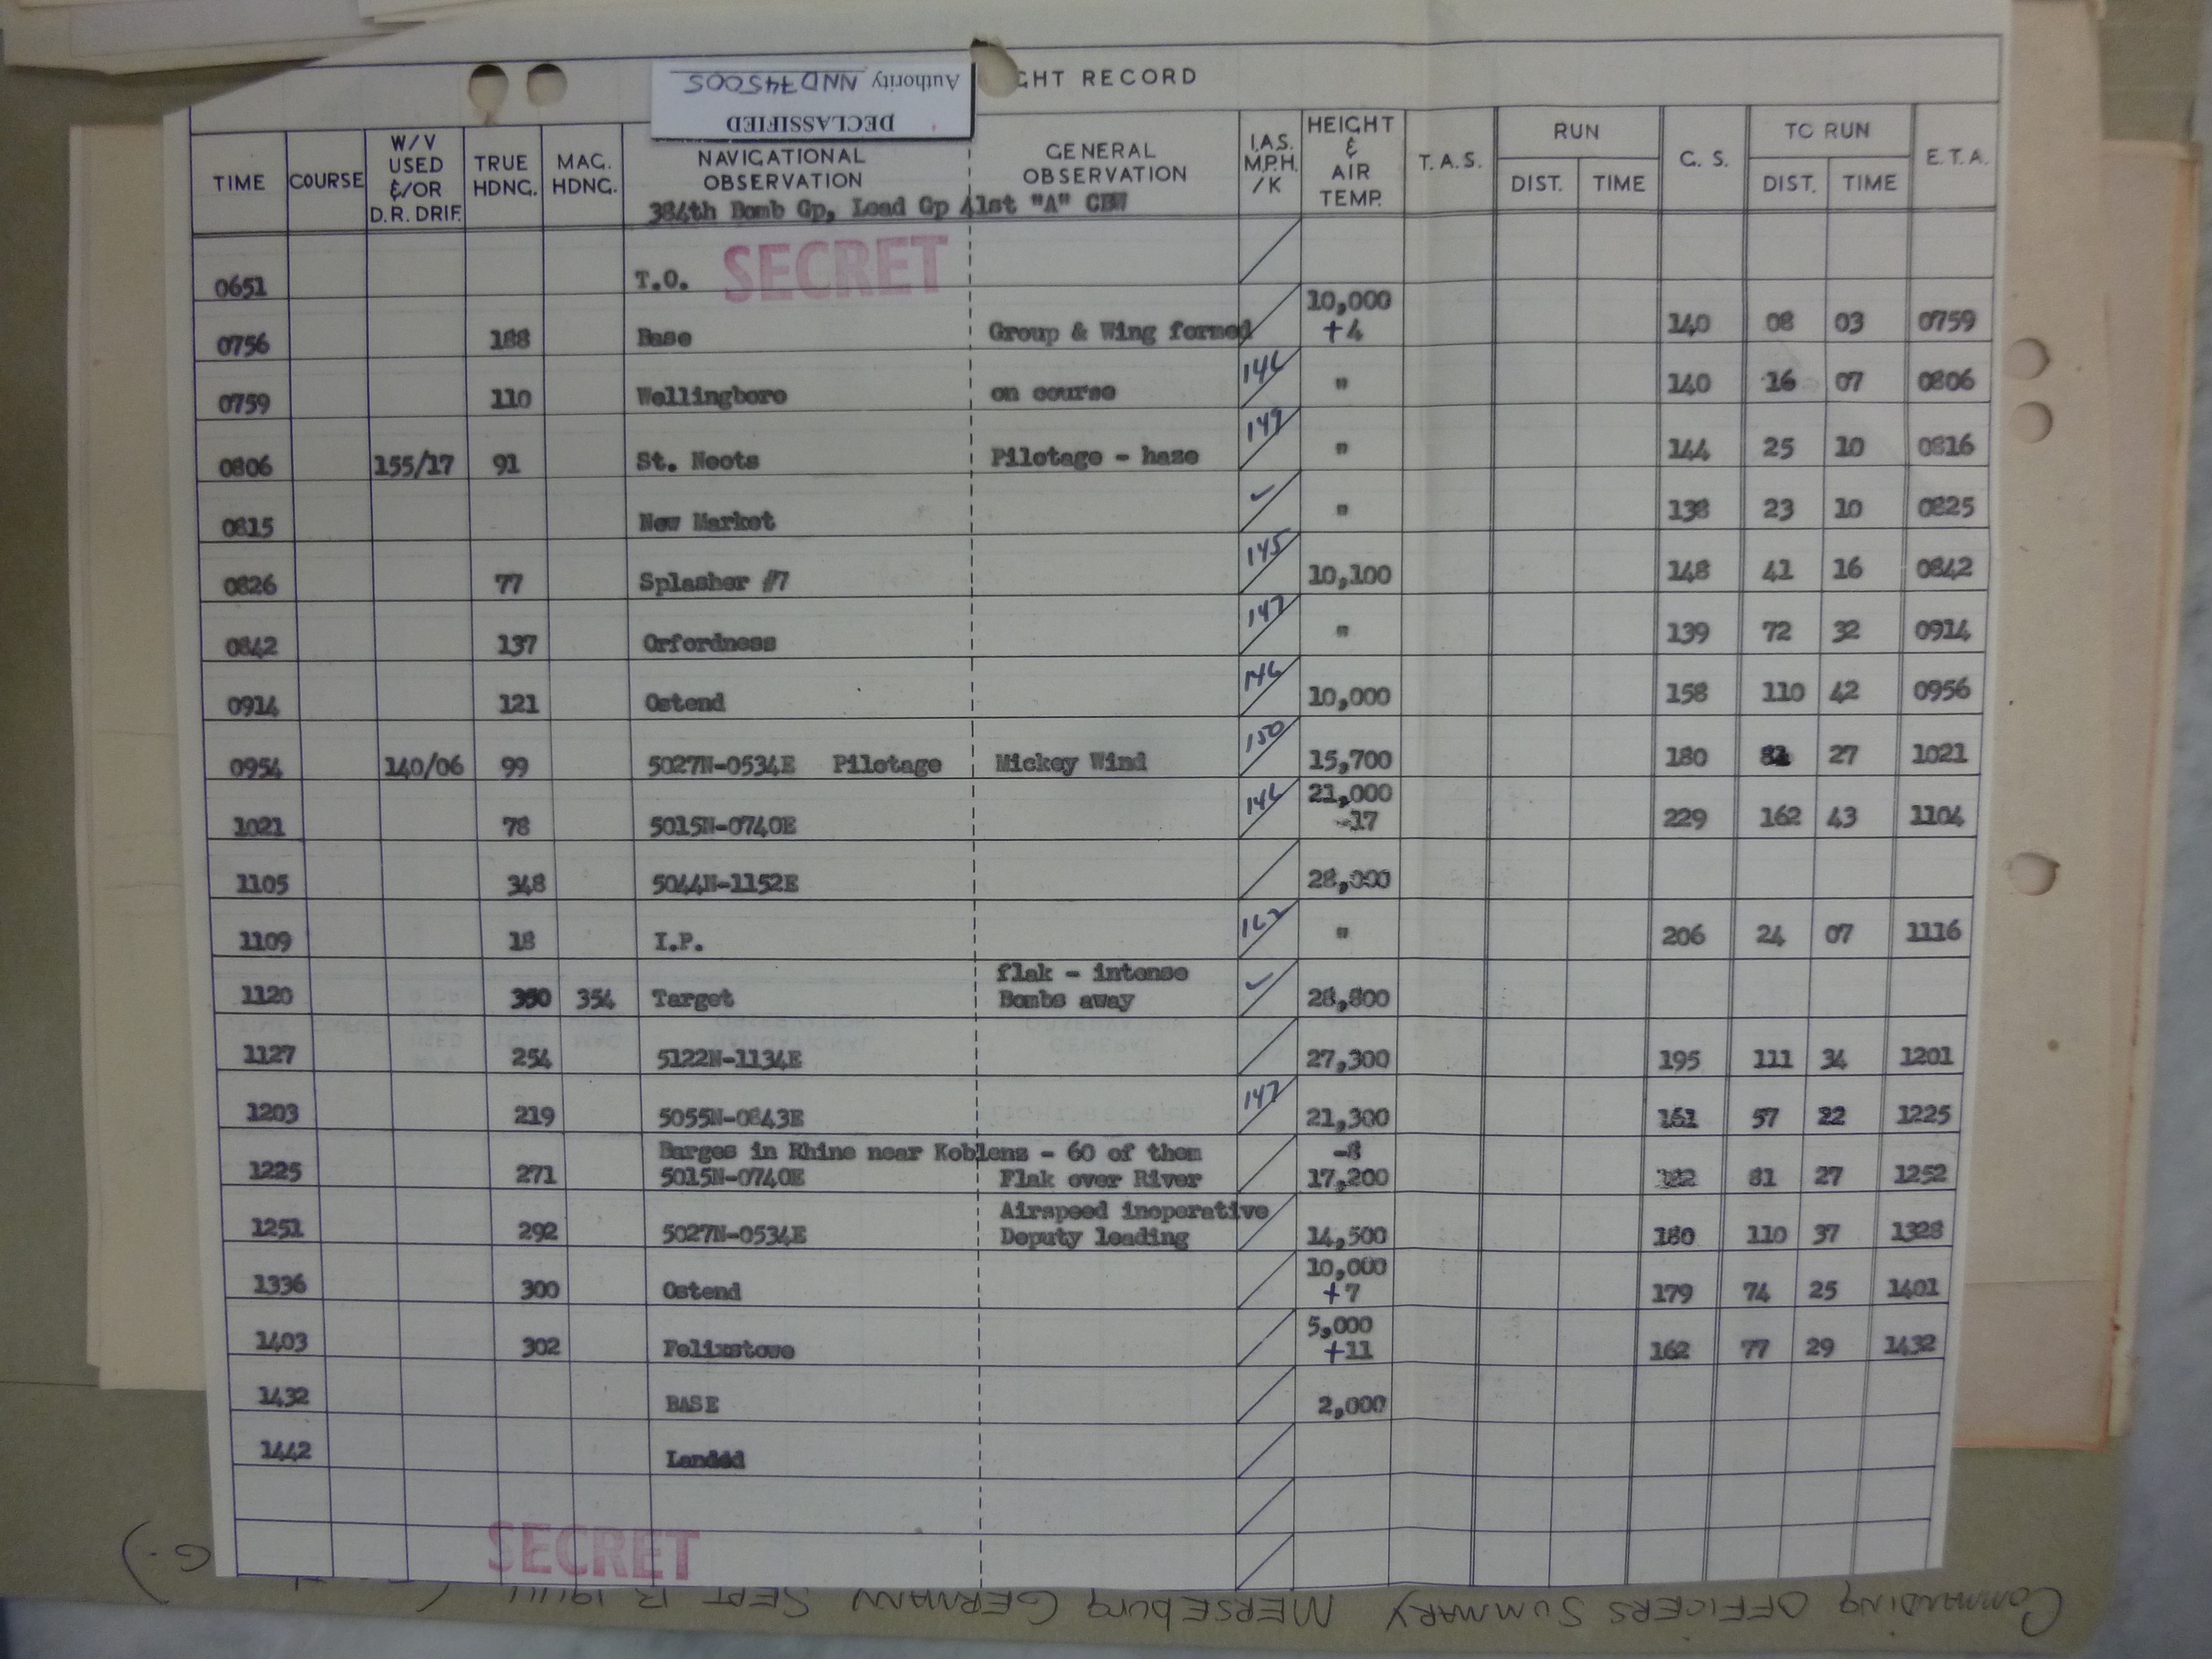 GHT RECORD
DECLASSIFIED
Authority NND 745005
TIME COURSE W/V USED &/OR D.R. DRIF. TRUE HDNG. MAG. HDNG. NAVIGATIONAL OBSERVATION GENERAL OBSERVATION I.A.S. M.P.H. /K HEIGHT & AIR TEMP. T.A.S. RUN DIST. TIME G. S. TO RUN DIST. TIME E.T.A.
384th Bomb Gp, Lead Gp 41st "A" CBW
SECRET
0651 T.O.
0756 188 Base Group & Wing formed 10,000 +4 140 08 03 0759
0759 110 Wellingboro on course 146 " 140 16 07 0806
0806 155/17 91 St. Neots Pilotage - haze 149 " 144 25 10 0816
0815 New Market ✓ " 138 23 10 0825
0826 77 Splasher #7 145 10,100 148 41 16 0842
0842 137 Orfordness 147 " 139 72 32 0914
0914 121 Ostend 146 10,000 158 110 42 0956
0954 140/06 99 5027N-0534E Pilotage Mickey Wind 150 15,700 180 81 27 1021
1021 78 5015N-0740E 146 21,000 -17 229 162 43 1104
1105 348 5044N-1152E 28,000
1109 18 I.P. 162 " 206 24 07 1116
flak - intense
1120 354 Target Bombs away ✓ 28,800
1127 254 5122N-1134E 27,300 195 111 34 1201
1203 219 5055N-0843E 147 21,300 161 57 22 1225
Barges in Rhine near Koblens - 60 of them -8
1225 271 5015N-0740E Flak over River 17,200 182 81 27 1252
Airspeed inoperative
1251 292 5027N-0534E Deputy leading 14,500 180 110 37 1328
1336 300 Ostend 10,000 +7 179 74 25 1401
1403 302 Felixstowe 5,000 +11 162 77 29 1432
1432 BASE 2,000
1442 Landed
SECRET
COMMANDING OFFICERS SUMMARY MERSEBURG GERMANY SEPT 13 1944